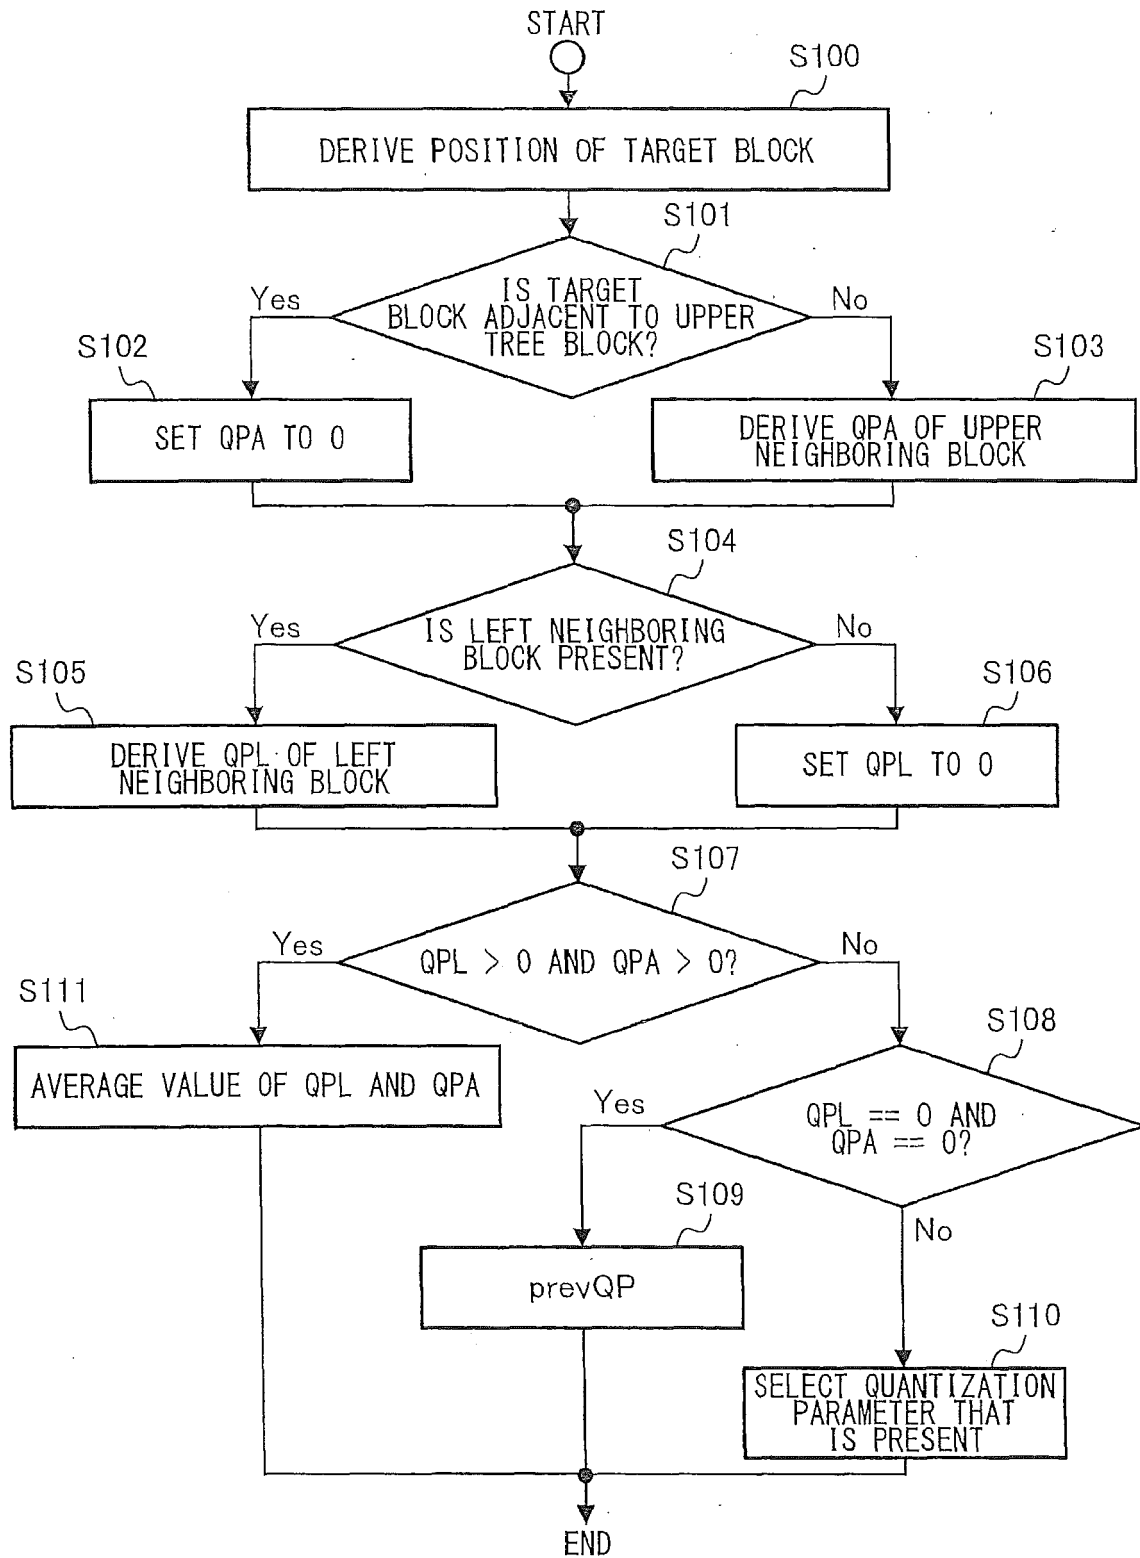 START
S100
DERIVE POSITION OF TARGET BLOCK
S101
IS TARGET
BLOCK ADJACENT TO UPPER
TREE BLOCK?
Yes
No
S102
SET QPA TO 0
S103
DERIVE QPA OF UPPER
NEIGHBORING BLOCK
S104
IS LEFT NEIGHBORING
BLOCK PRESENT?
Yes
No
S105
DERIVE QPL OF LEFT
NEIGHBORING BLOCK
S106
SET QPL TO 0
S107
QPL > 0 AND QPA > 0?
Yes
No
S111
AVERAGE VALUE OF QPL AND QPA
S108
QPL == 0 AND
QPA == 0?
Yes
No
S109
prevQP
S110
SELECT QUANTIZATION
PARAMETER THAT
IS PRESENT
END